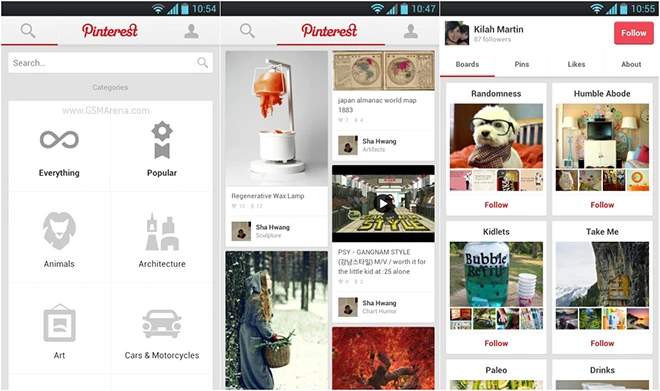 10:54
Pinterest
Search...
Categories
www.GSMArena.com
Everything
Popular
Animals
Architecture
Art
Cars & Motorcycles
10:47
Pinterest
Regenerative Wax Lamp
10 12
Sha Hwang
Sculpture
japan almanac world map
1883
7 4
Sha Hwang
Artifacts
STYLE
PSY - GANGNAM STYLE
(강남스타일) M/V / worth it for
the little kid at :25 alone
4 2
Sha Hwang
Chart Humor
10:55
Kilah Martin
87 followers
Follow
Boards
Pins
Likes
About
Randomness
Humble Abode
Follow
Follow
Kidlets
Take Me
Bubble
Refill
Follow
Follow
Paleo
Drinks